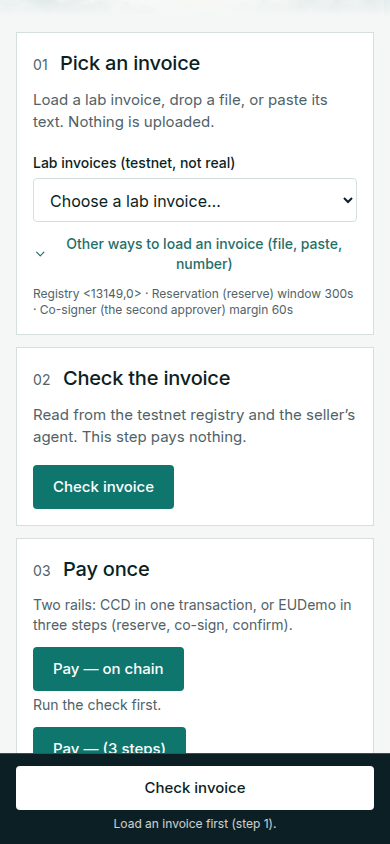 01 Pick an invoice
Load a lab invoice, drop a file, or paste its
text. Nothing is uploaded.
Lab invoices (testnet, not real)
Choose a lab invoice...
Other ways to load an invoice (file, paste,
number)
Registry <13149,0> · Reservation (reserve) window 300s
· Co-signer (the second approver) margin 60s
02 Check the invoice
Read from the testnet registry and the seller’s
agent. This step pays nothing.
Check invoice
03 Pay once
Two rails: CCD in one transaction, or EUDemo in
three steps (reserve, co-sign, confirm).
Pay — on chain
Run the check first.
Pay — (3 steps)
Check invoice
Load an invoice first (step 1).